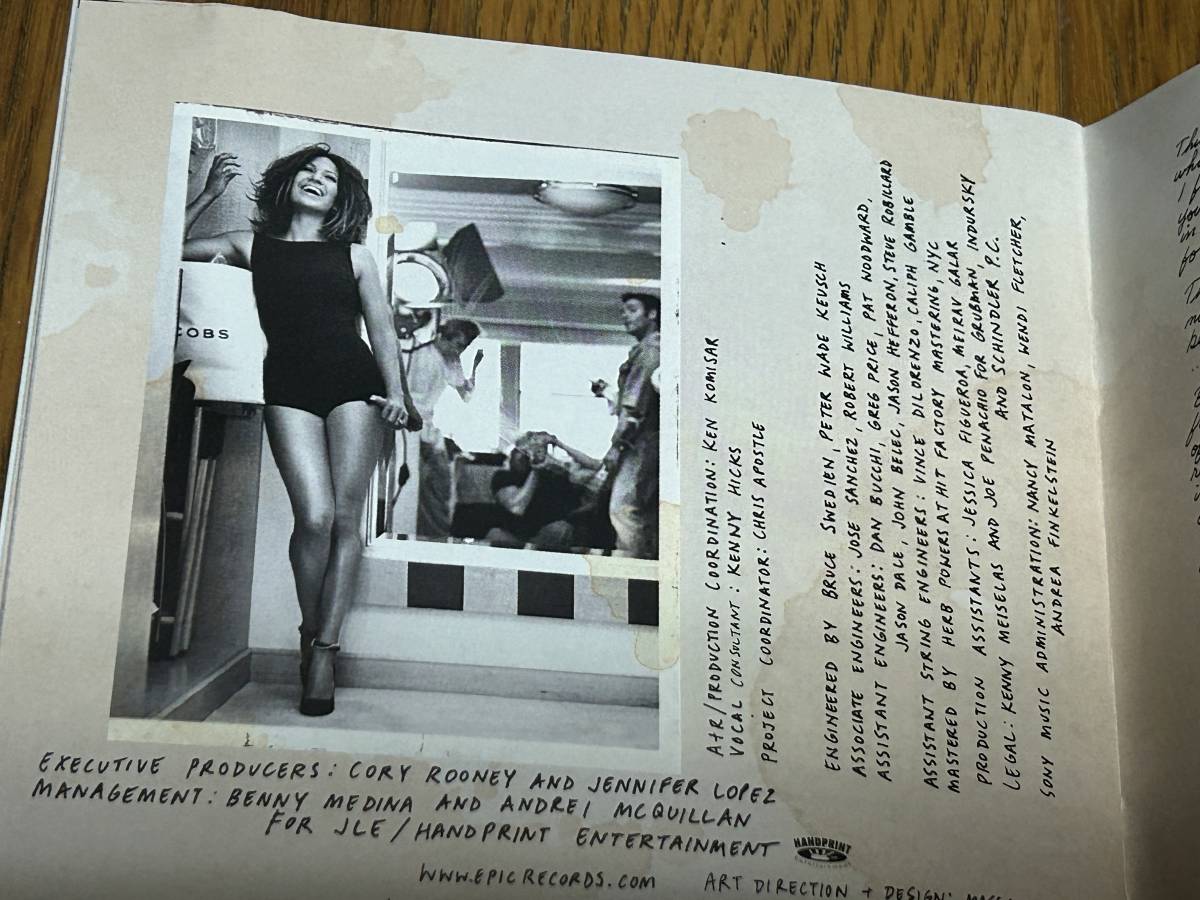 COBS
A+R/PRODUCTION COORDINATION: KEN KOMISAR
VOCAL CONSULTANT: KENNY HICKS
PROJECT COORDINATOR: CHRIS APOSTLE
ENGINEERED BY BRUCE SWEDIEN, PETER WADE KEUSCH
ASSOCIATE ENGINEERS: JOSE SANCHEZ, ROBERT WILLIAMS
ASSISTANT ENGINEERS: DAN BUCCHI, GREG PRICE, PAT WOODWARD,
JASON DALE, JOHN BELEC, JASON HEFFERON, STEVE ROBILLARD
ASSISTANT STRING ENGINEERS: VINCE DILORENZO, CALIPH GAMBLE
MASTERED BY HERB POWERS AT HIT FACTORY MASTERING, NYC
PRODUCTION ASSISTANTS: JESSICA FIGUEROA, MEIRAV GALAR
LEGAL: KENNY MEISELAS AND JOE PENACHIO FOR GRUBMAN, INDURSKY
AND SCHINDLER P.C.
SONY MUSIC ADMINISTRATION: NANCY MATALON, WENDI FLETCHER,
ANDREA FINKELSTEIN
EXECUTIVE PRODUCERS: CORY ROONEY AND JENNIFER LOPEZ
MANAGEMENT: BENNY MEDINA AND ANDREI MCQUILLAN
FOR JLE/HANDPRINT ENTERTAINMENT
HANDPRINT
entertainment
WWW.EPICRECORDS.COM
ART DIRECTION + DESIGN: